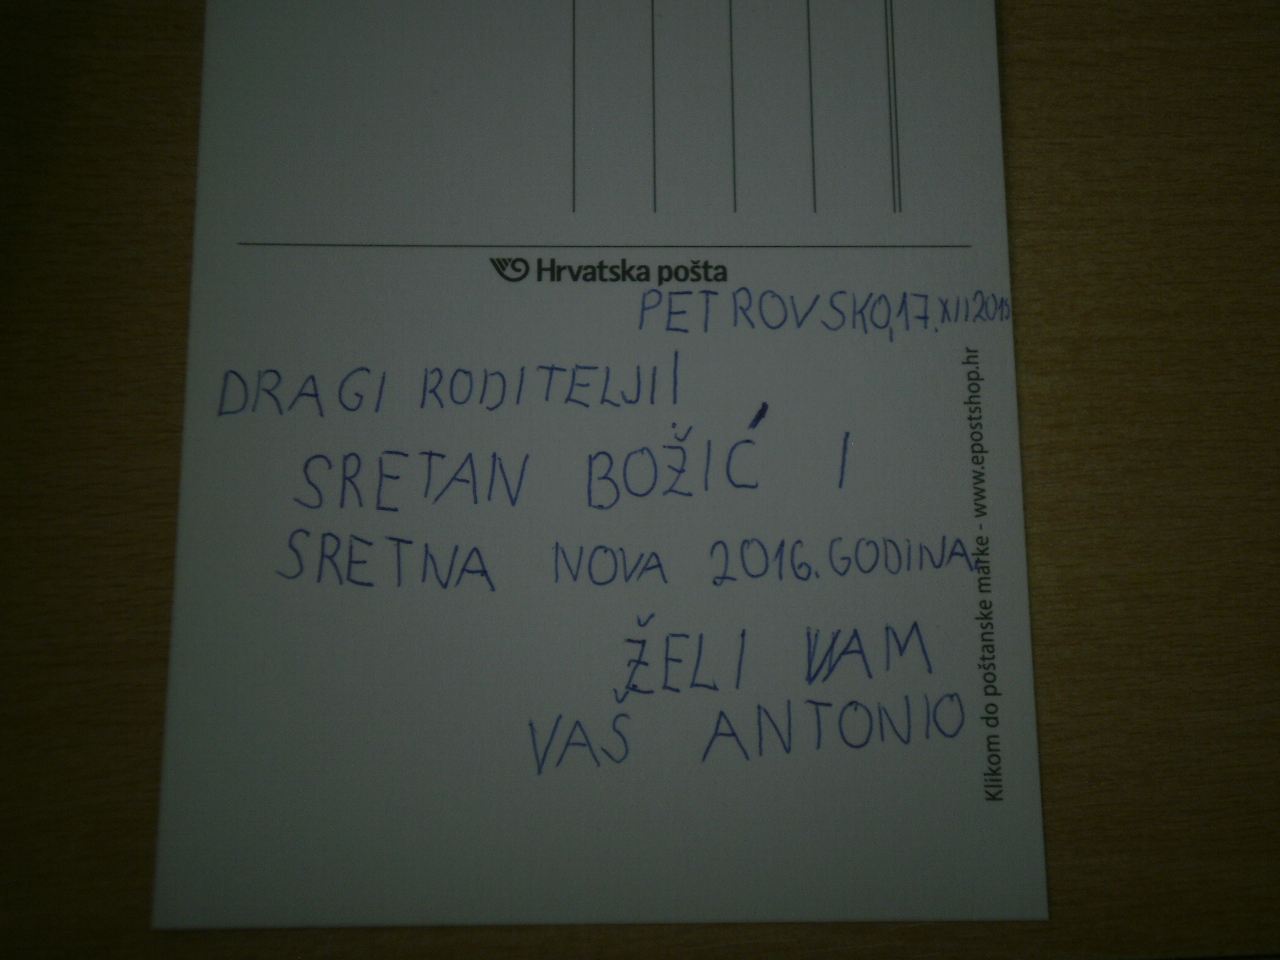 Hrvatska pošta
PETROVSKO, 17. XII 2015
DRAGI RODITELJI!
SRETAN BOŽIĆ I
SRETNA NOVA 2016. GODINA
ŽELI VAM
VAŠ ANTONIO
Klikom do poštanske marke - www.epostshop.hr